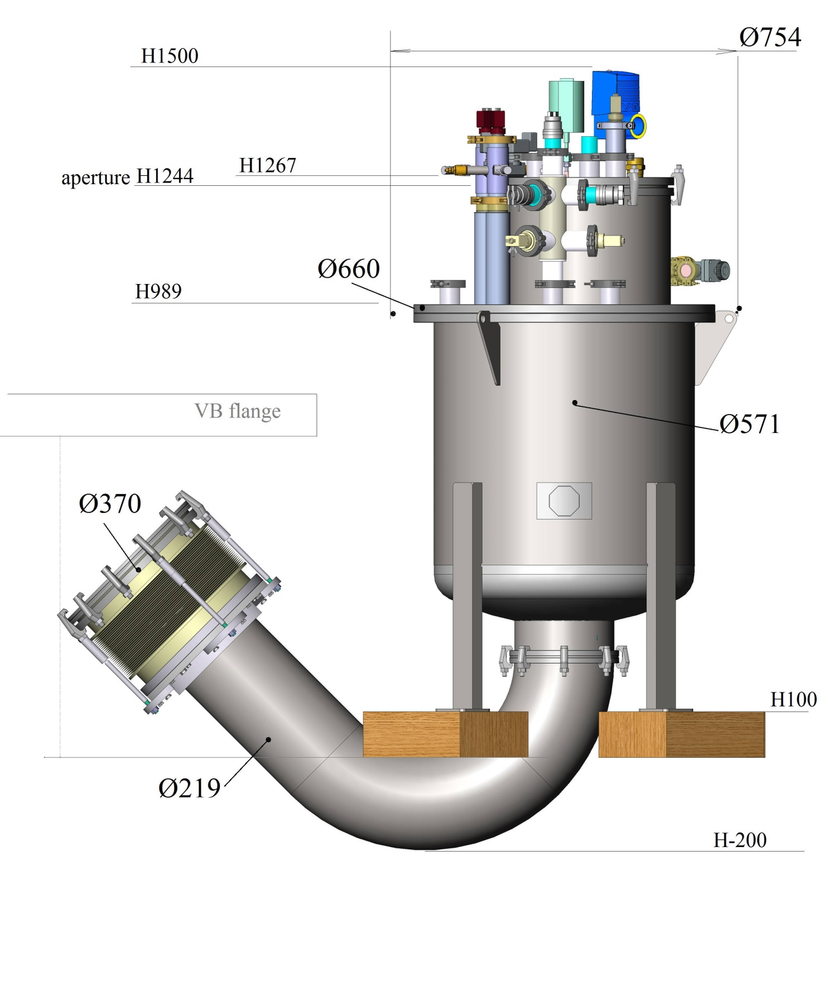 Ø754
H1500
H1267
aperture H1244
Ø660
H989
VB flange
Ø571
Ø370
H100
Ø219
H-200